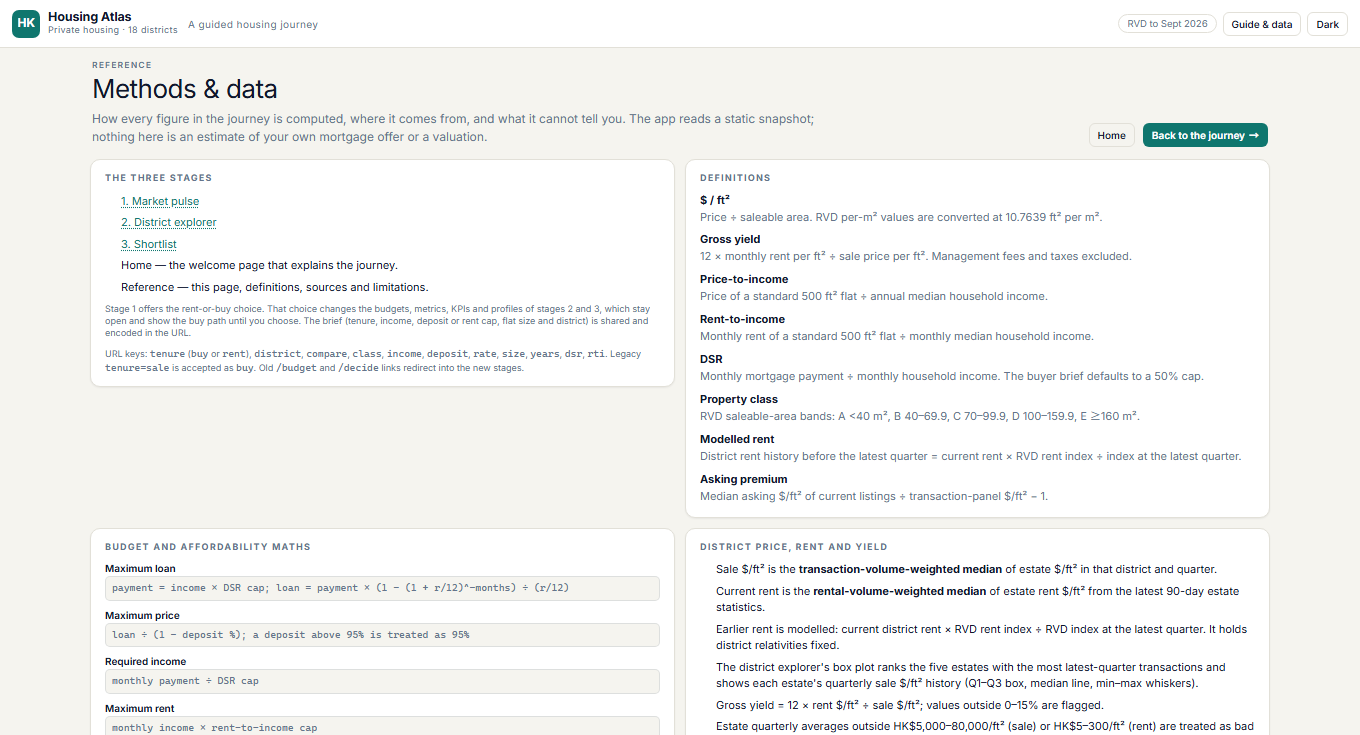 HK
Housing Atlas
Private housing · 18 districts
A guided housing journey
RVD to Sept 2026
Guide & data
Dark
REFERENCE
Methods & data
How every figure in the journey is computed, where it comes from, and what it cannot tell you. The app reads a static snapshot;
nothing here is an estimate of your own mortgage offer or a valuation.
Home
Back to the journey →
THE THREE STAGES
1. Market pulse
2. District explorer
3. Shortlist
Home — the welcome page that explains the journey.
Reference — this page, definitions, sources and limitations.
Stage 1 offers the rent-or-buy choice. That choice changes the budgets, metrics, KPIs and profiles of stages 2 and 3, which stay
open and show the buy path until you choose. The brief (tenure, income, deposit or rent cap, flat size and district) is shared and
encoded in the URL.
URL keys: tenure (buy or rent), district, compare, class, income, deposit, rate, size, years, dsr, rti. Legacy
tenure=sale is accepted as buy. Old /budget and /decide links redirect into the new stages.
DEFINITIONS
$ / ft²
Price ÷ saleable area. RVD per-m² values are converted at 10.7639 ft² per m².
Gross yield
12 × monthly rent per ft² ÷ sale price per ft². Management fees and taxes excluded.
Price-to-income
Price of a standard 500 ft² flat ÷ annual median household income.
Rent-to-income
Monthly rent of a standard 500 ft² flat ÷ monthly median household income.
DSR
Monthly mortgage payment ÷ monthly household income. The buyer brief defaults to a 50% cap.
Property class
RVD saleable-area bands: A <40 m², B 40–69.9, C 70–99.9, D 100–159.9, E ≥160 m².
Modelled rent
District rent history before the latest quarter = current rent × RVD rent index ÷ index at the latest quarter.
Asking premium
Median asking $/ft² of current listings ÷ transaction-panel $/ft² − 1.
BUDGET AND AFFORDABILITY MATHS
Maximum loan
payment = income × DSR cap; loan = payment × (1 − (1 + r/12)^−months) ÷ (r/12)
Maximum price
loan ÷ (1 − deposit %); a deposit above 95% is treated as 95%
Required income
monthly payment ÷ DSR cap
Maximum rent
monthly income × rent-to-income cap
DISTRICT PRICE, RENT AND YIELD
Sale $/ft² is the transaction-volume-weighted median of estate $/ft² in that district and quarter.
Current rent is the rental-volume-weighted median of estate rent $/ft² from the latest 90-day estate
statistics.
Earlier rent is modelled: current district rent × RVD rent index ÷ RVD index at the latest quarter. It holds
district relativities fixed.
The district explorer's box plot ranks the five estates with the most latest-quarter transactions and
shows each estate's quarterly sale $/ft² history (Q1–Q3 box, median line, min–max whiskers).
Gross yield = 12 × rent $/ft² ÷ sale $/ft²; values outside 0–15% are flagged.
Estate quarterly averages outside HK$5,000–80,000/ft² (sale) or HK$5–300/ft² (rent) are treated as bad